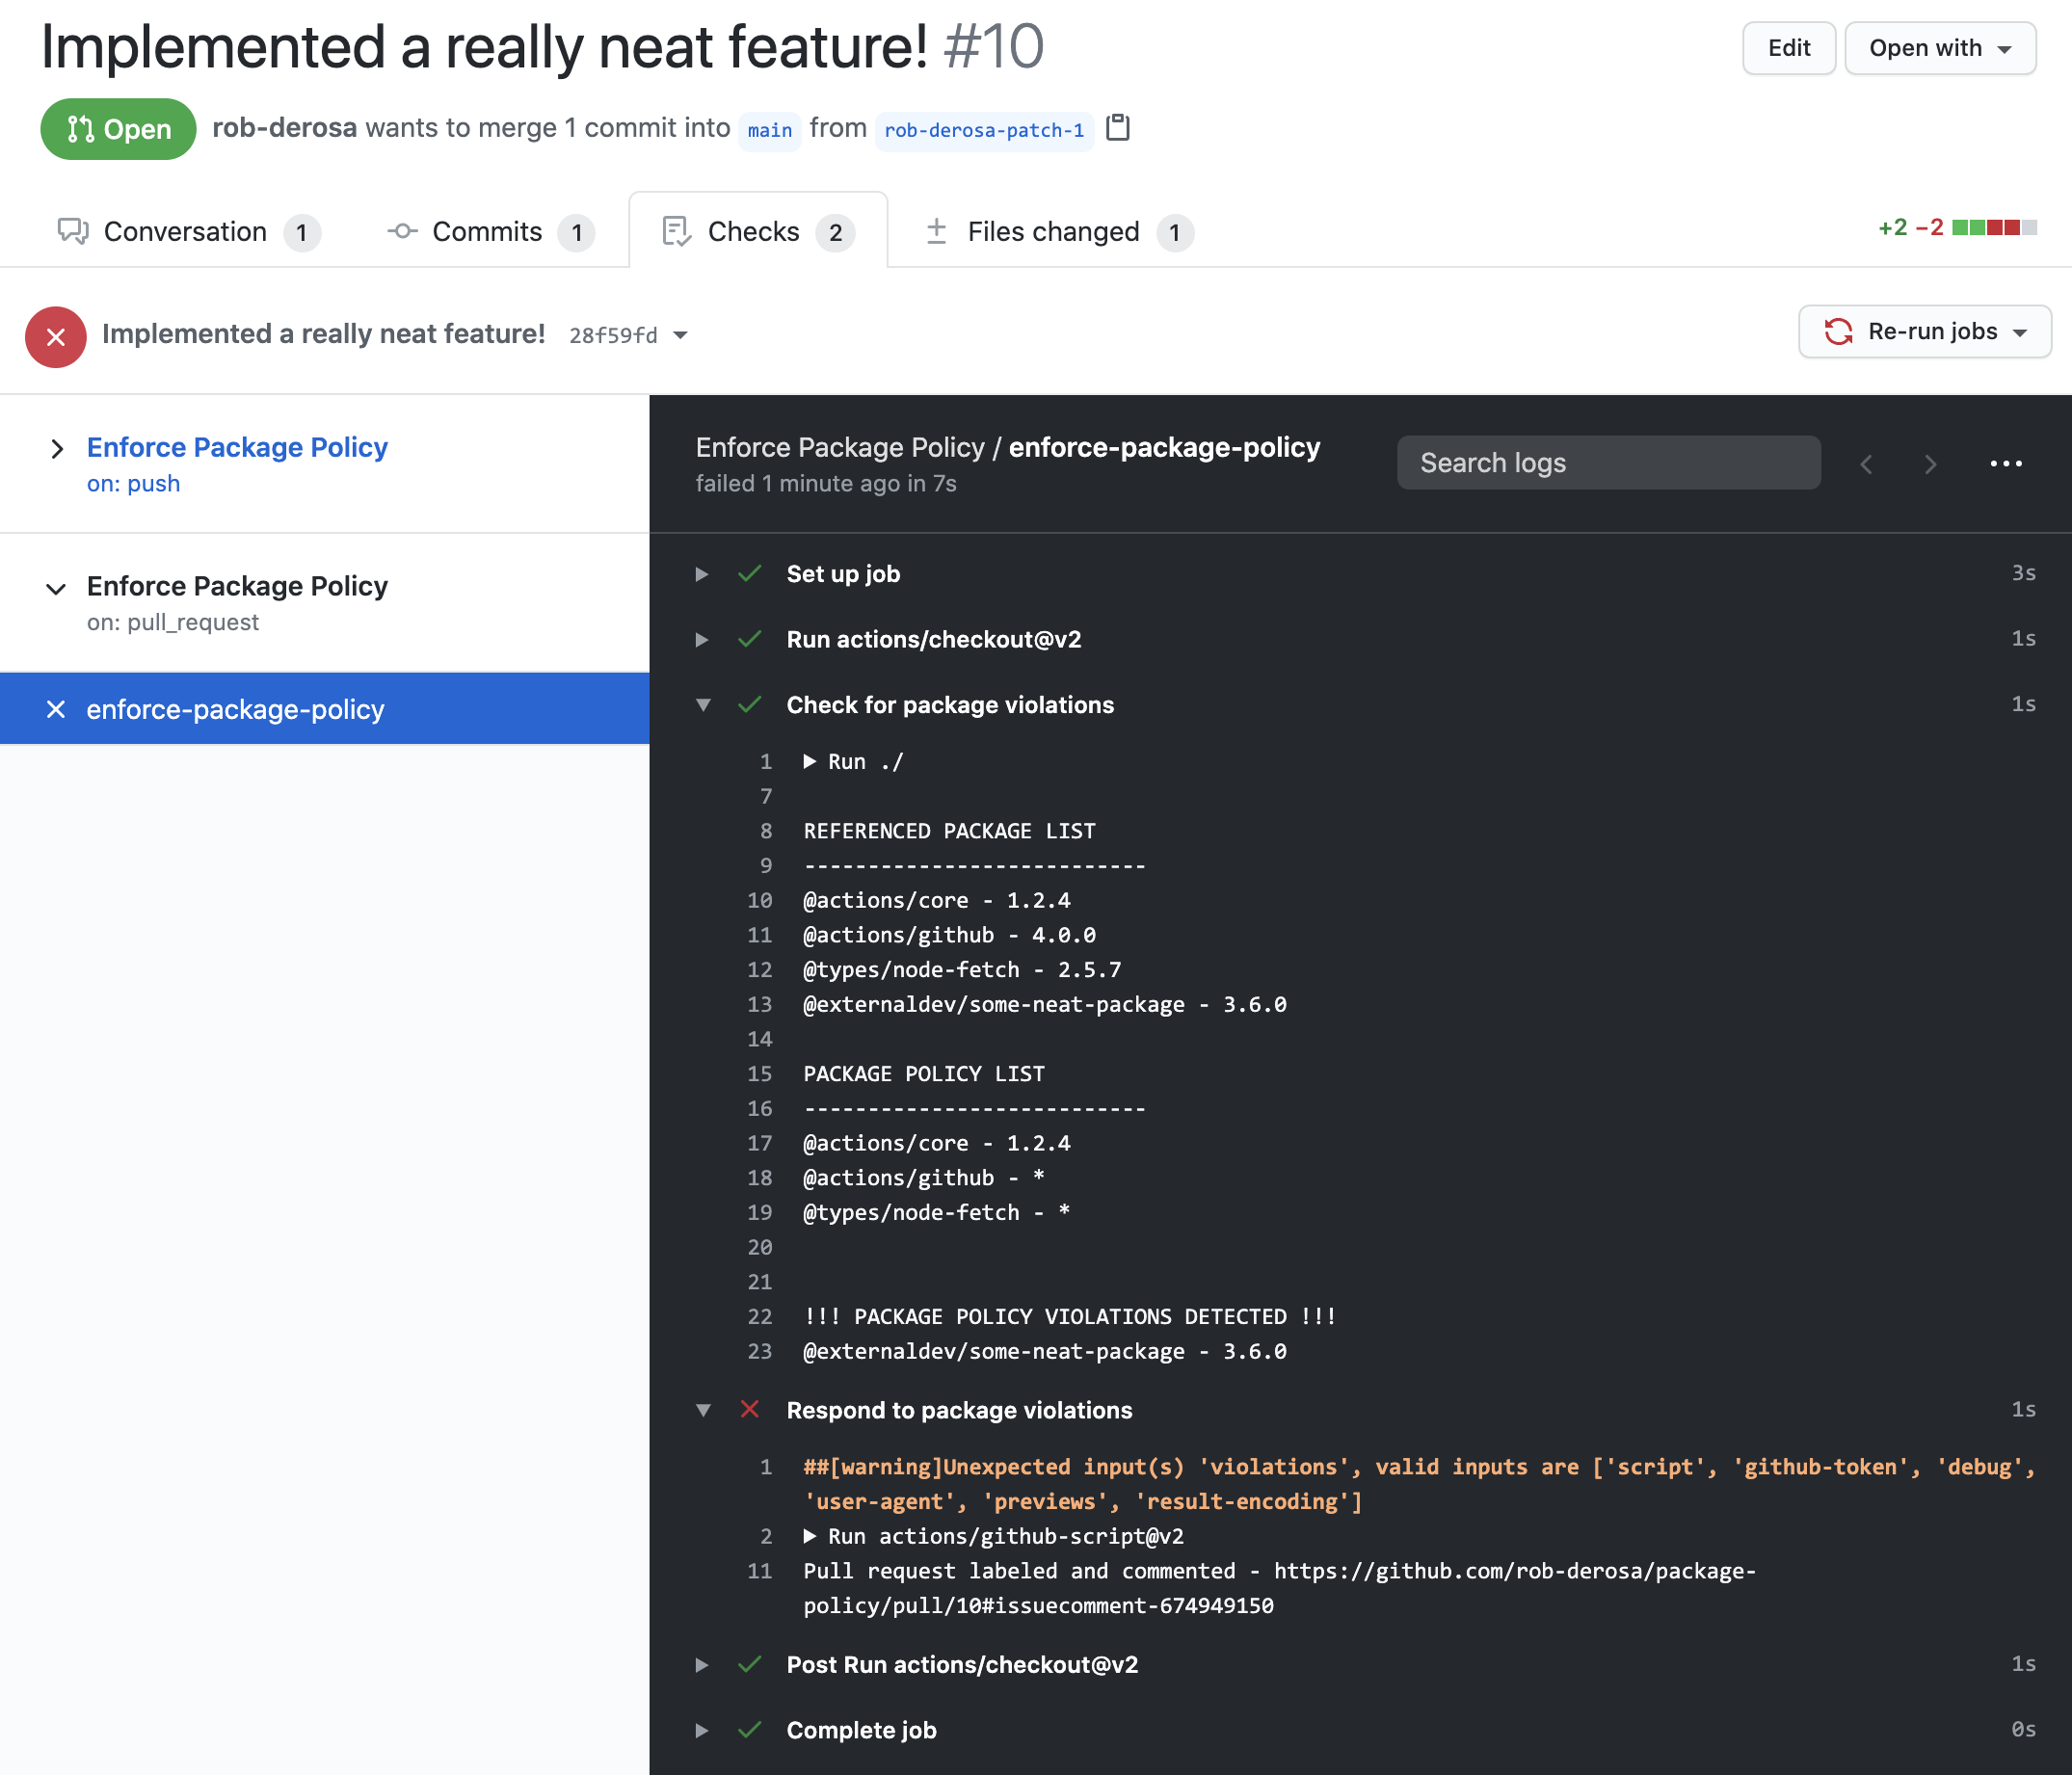 Implemented a really neat feature! #10
Edit
Open with
Open
rob-derosa wants to merge 1 commit into main from rob-derosa-patch-1
Conversation 1
Commits 1
Checks 2
Files changed 1
+2 −2
Implemented a really neat feature! 28f59fd
Re-run jobs
Enforce Package Policy
on: push
Enforce Package Policy
on: pull_request
enforce-package-policy
Enforce Package Policy / enforce-package-policy
failed 1 minute ago in 7s
Search logs
Set up job 3s
Run actions/checkout@v2 1s
Check for package violations 1s
1 Run ./
7
8 REFERENCED PACKAGE LIST
9 ---------------------------
10 @actions/core - 1.2.4
11 @actions/github - 4.0.0
12 @types/node-fetch - 2.5.7
13 @externaldev/some-neat-package - 3.6.0
14
15 PACKAGE POLICY LIST
16 ---------------------------
17 @actions/core - 1.2.4
18 @actions/github - *
19 @types/node-fetch - *
20
21
22 !!! PACKAGE POLICY VIOLATIONS DETECTED !!!
23 @externaldev/some-neat-package - 3.6.0
Respond to package violations 1s
1 ##[warning]Unexpected input(s) 'violations', valid inputs are ['script', 'github-token', 'debug',
'user-agent', 'previews', 'result-encoding']
2 Run actions/github-script@v2
11 Pull request labeled and commented - https://github.com/rob-derosa/package-
policy/pull/10#issuecomment-674949150
Post Run actions/checkout@v2 1s
Complete job 0s